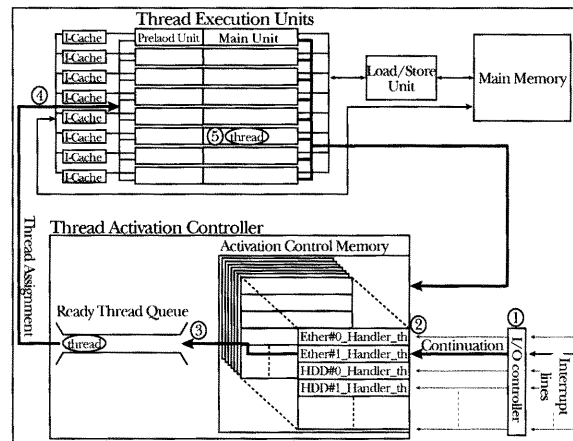 Thread Execution Units
I-Cache
Prelaod Unit
Main Unit
I-Cache
I-Cache
I-Cache
I-Cache
I-Cache
I-Cache
I-Cache
④
⑤ thread
Load/Store
Unit
Main Memory
Thread Assignment
Thread Activation Controller
Activation Control Memory
Ready Thread Queue
thread
③
②
①
Ether#0_Handler_th
Ether#1_Handler_th
HDD#0_Handler_th
HDD#1_Handler_th
Continuation
I/O controller
Interrupt
lines